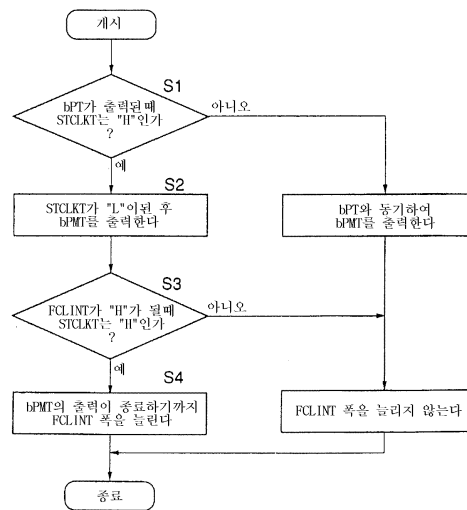 게시
S1
bPT가 출력된때
STCLKT는 "H"인가
?
아니오
예
S2
STCLKT가 "L"이된 후
bPMT를 출력한다
bPT와 동기하여
bPMT를 출력한다
S3
FCLINT가 "H"가 될때
STCLKT는 "H"인가
?
아니오
예
S4
bPMT의 출력이 종료하기까지
FCLINT 폭을 늘린다
FCLINT 폭을 늘리지 않는다
종료